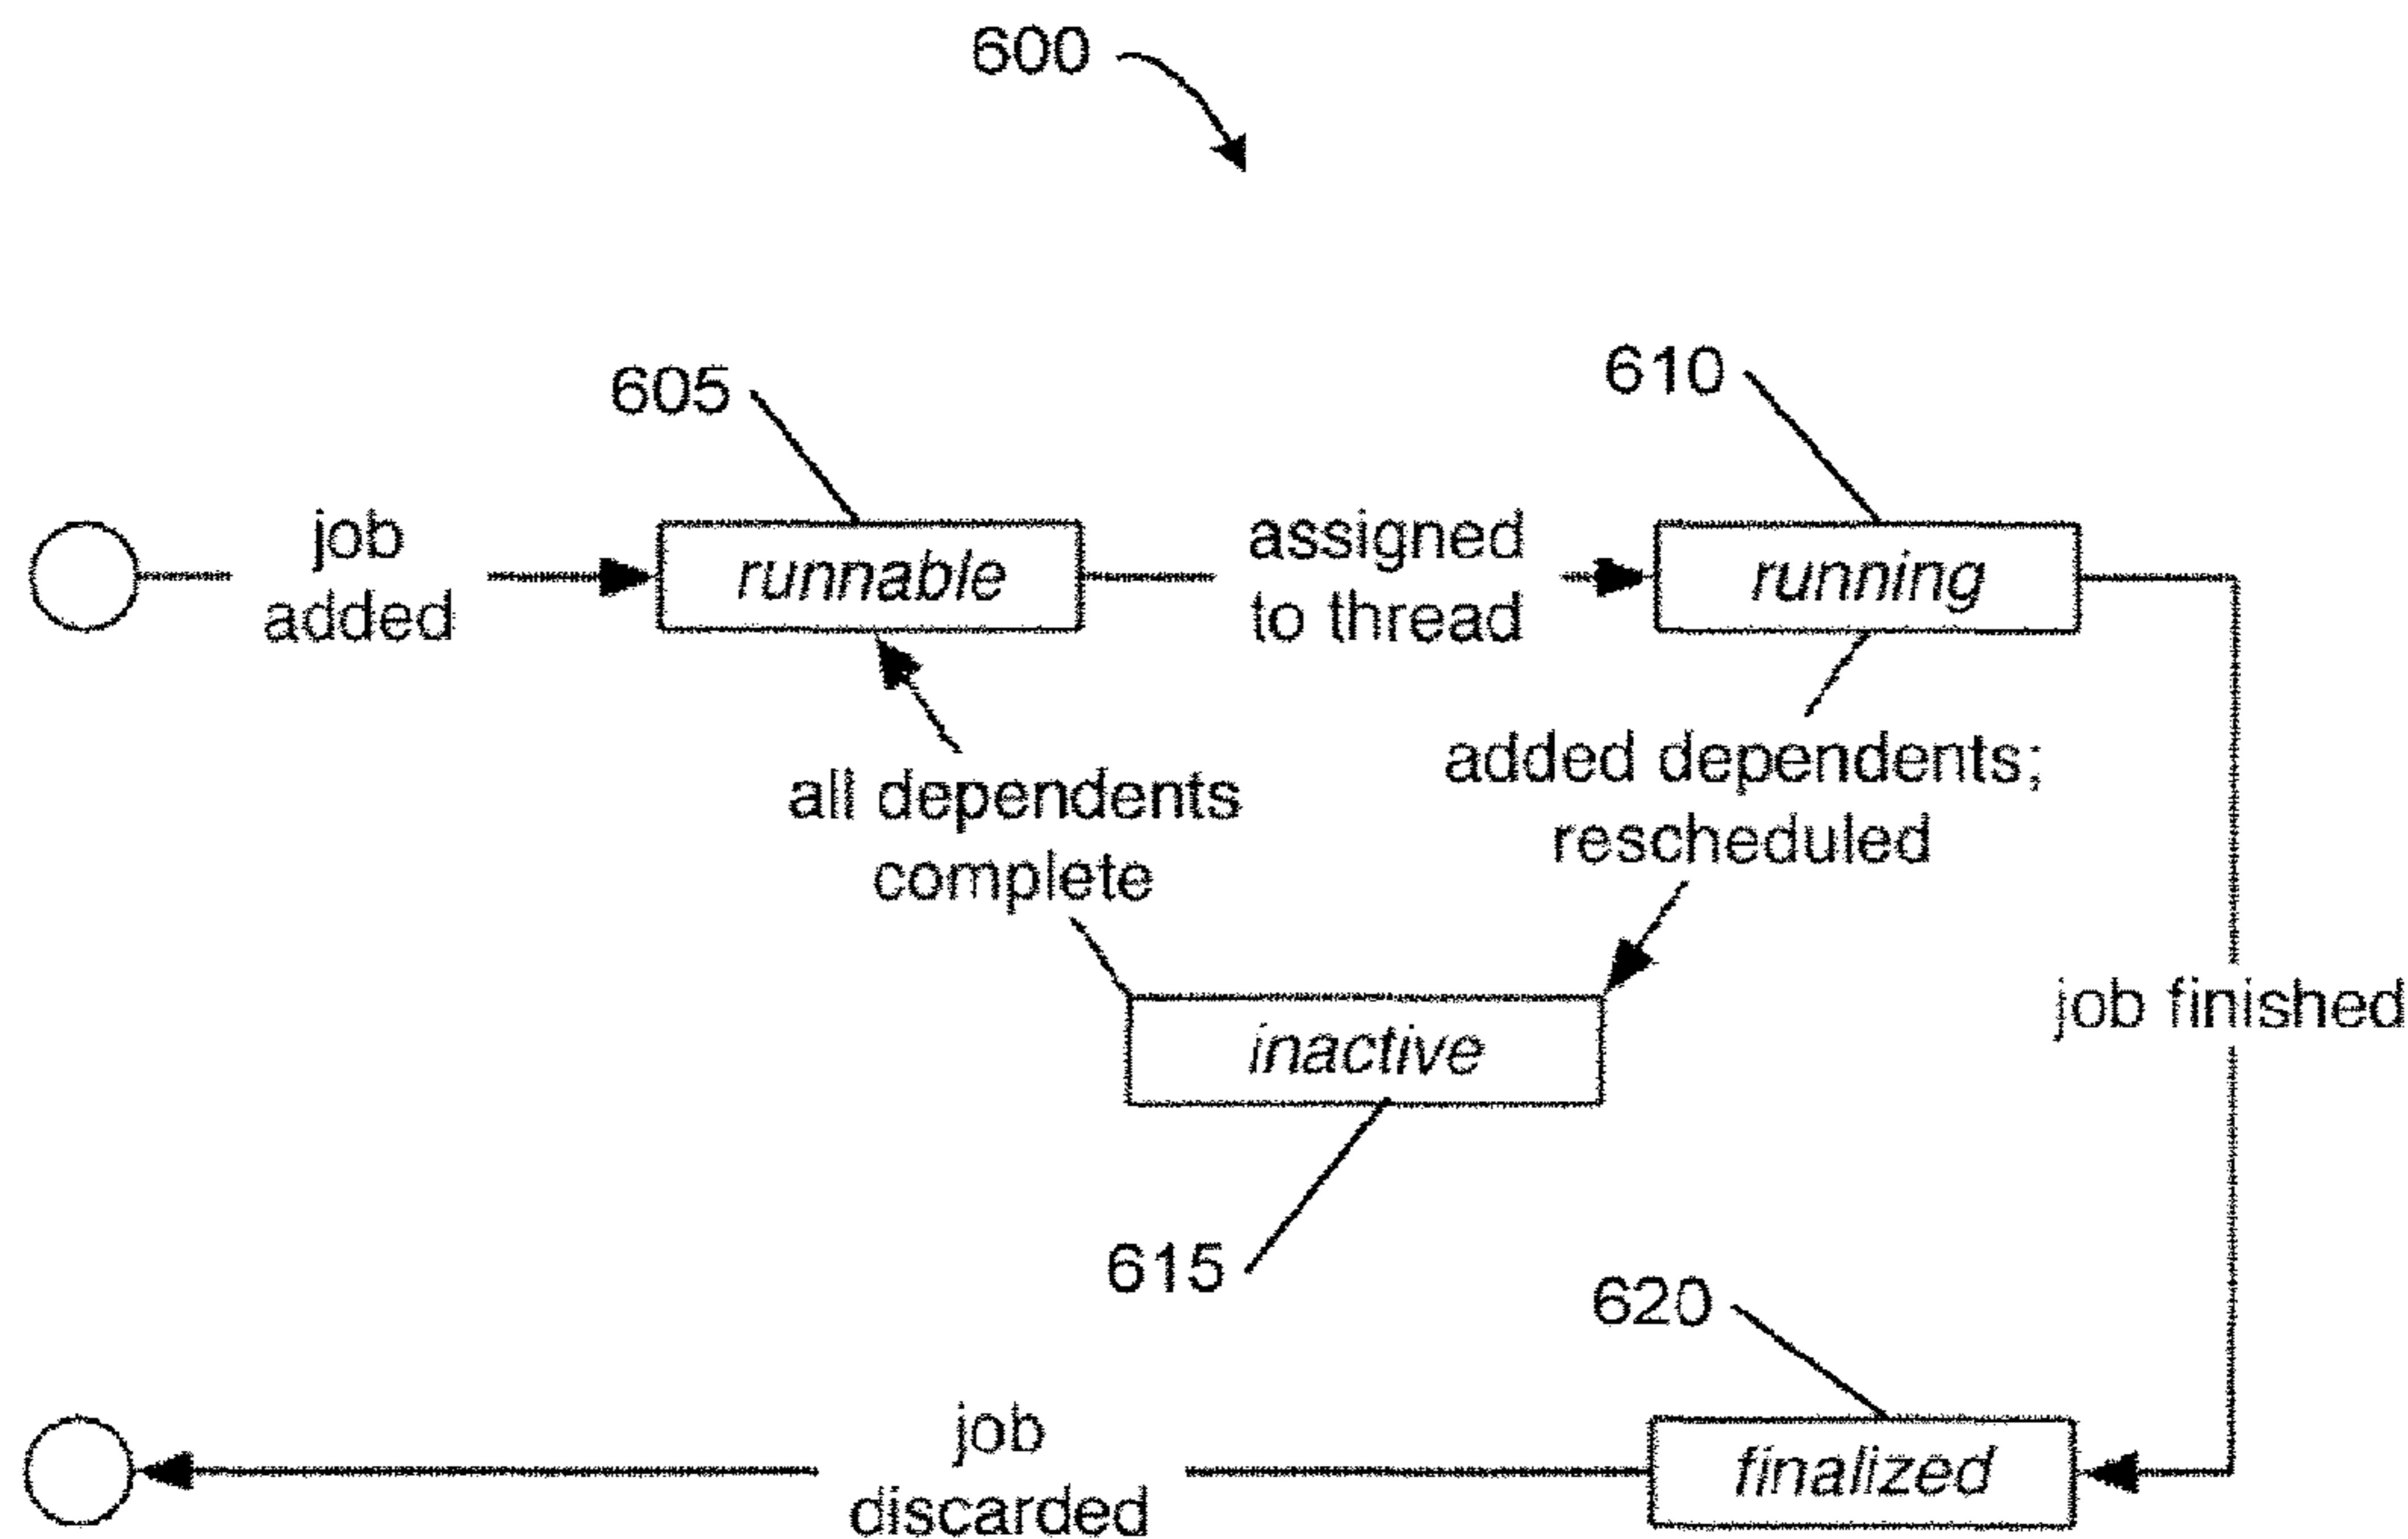 600
605
610
job
added
runnable
assigned
to thread
running
all dependents
complete
added dependents;
rescheduled
inactive
job finished
615
620
job
discarded
finalized